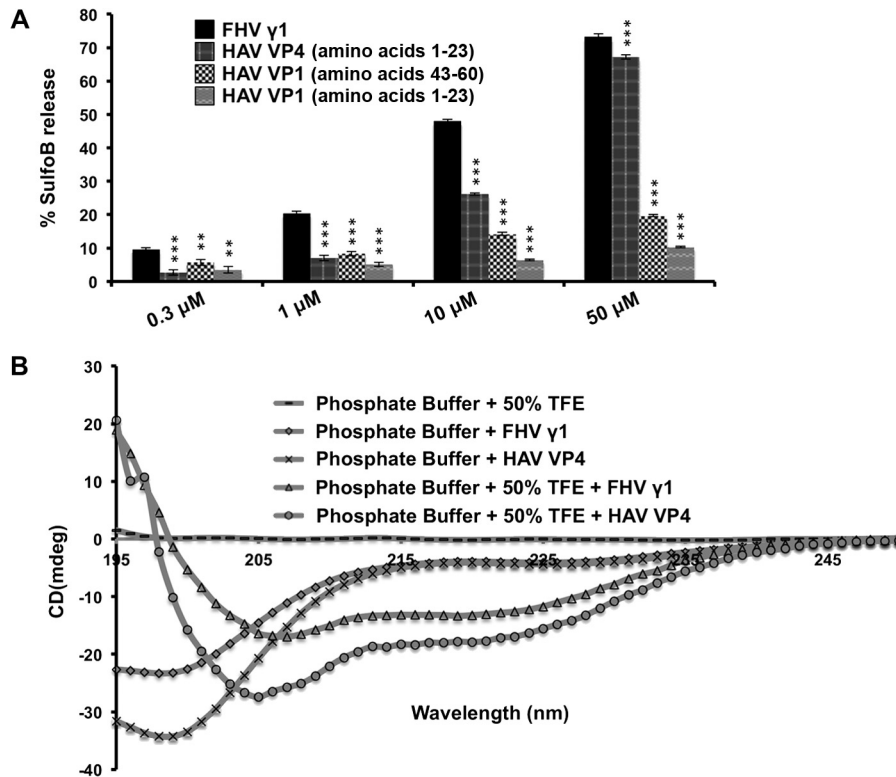 A
80
70
60
50
40
30
20
10
0
% SulfoB release
FHV γ1
HAV VP4 (amino acids 1-23)
HAV VP1 (amino acids 43-60)
HAV VP1 (amino acids 1-23)
*** ** **
*** *** ***
*** *** ***
*** *** ***
0.3 µM
1 µM
10 µM
50 µM
B
30
20
10
0
-10
-20
-30
-40
CD(mdeg)
Phosphate Buffer + 50% TFE
Phosphate Buffer + FHV γ1
Phosphate Buffer + HAV VP4
Phosphate Buffer + 50% TFE + FHV γ1
Phosphate Buffer + 50% TFE + HAV VP4
195 205 215 225 235 245
Wavelength (nm)